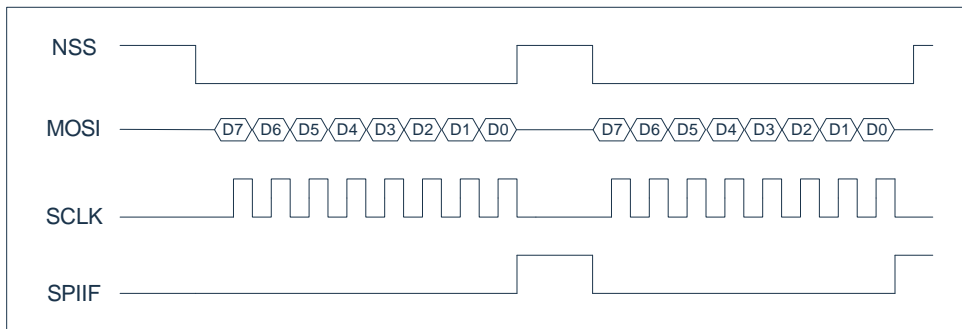 NSS
MOSI D7 D6 D5 D4 D3 D2 D1 D0 D7 D6 D5 D4 D3 D2 D1 D0
SCLK
SPIIF